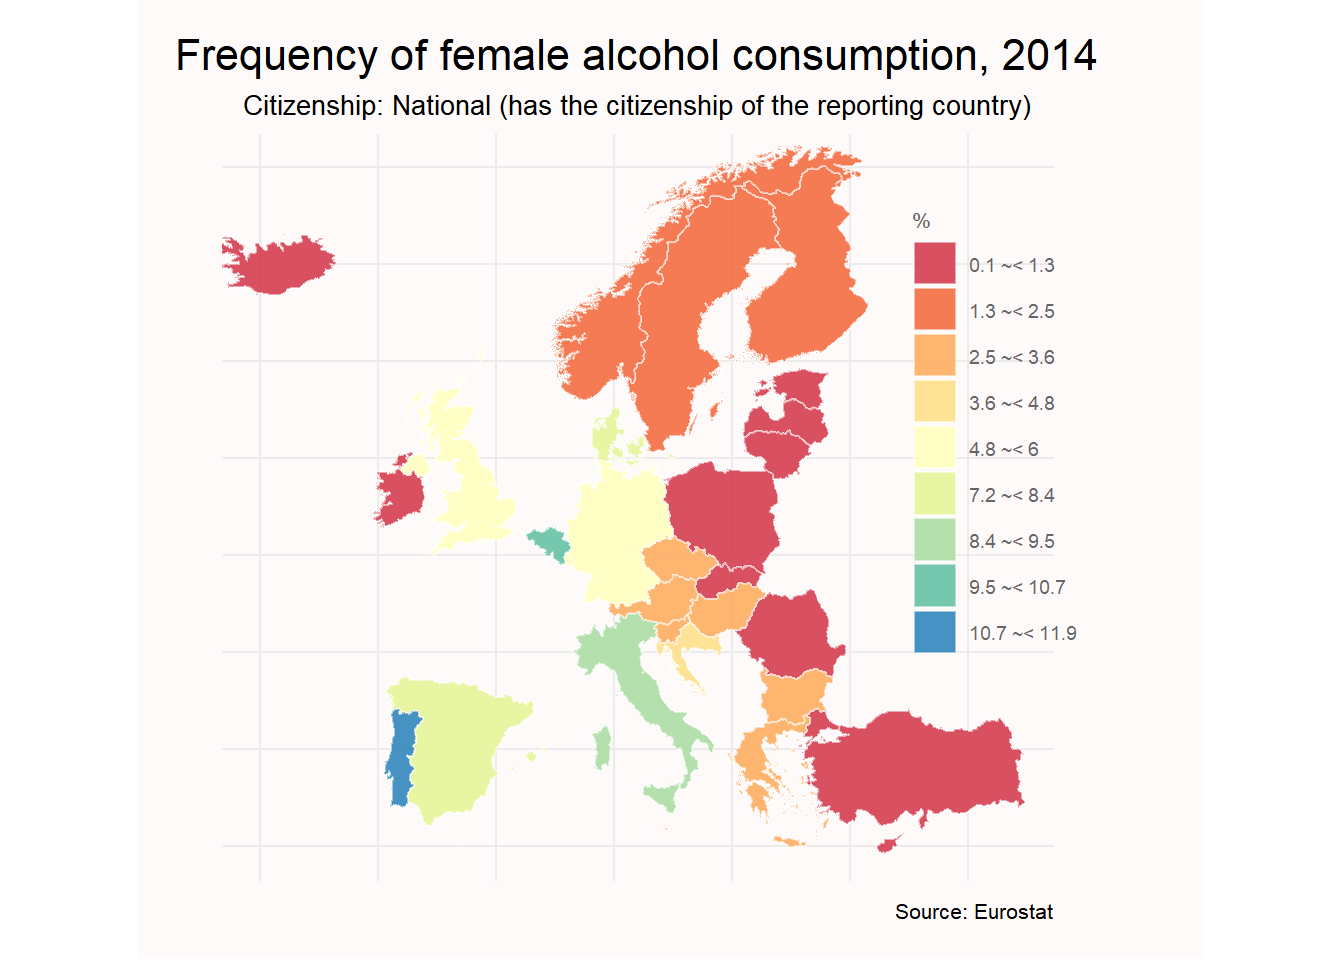 Frequency of female alcohol consumption, 2014
Citizenship: National (has the citizenship of the reporting country)
%
0.1 ~< 1.3
1.3 ~< 2.5
2.5 ~< 3.6
3.6 ~< 4.8
4.8 ~< 6
7.2 ~< 8.4
8.4 ~< 9.5
9.5 ~< 10.7
10.7 ~< 11.9
Source: Eurostat